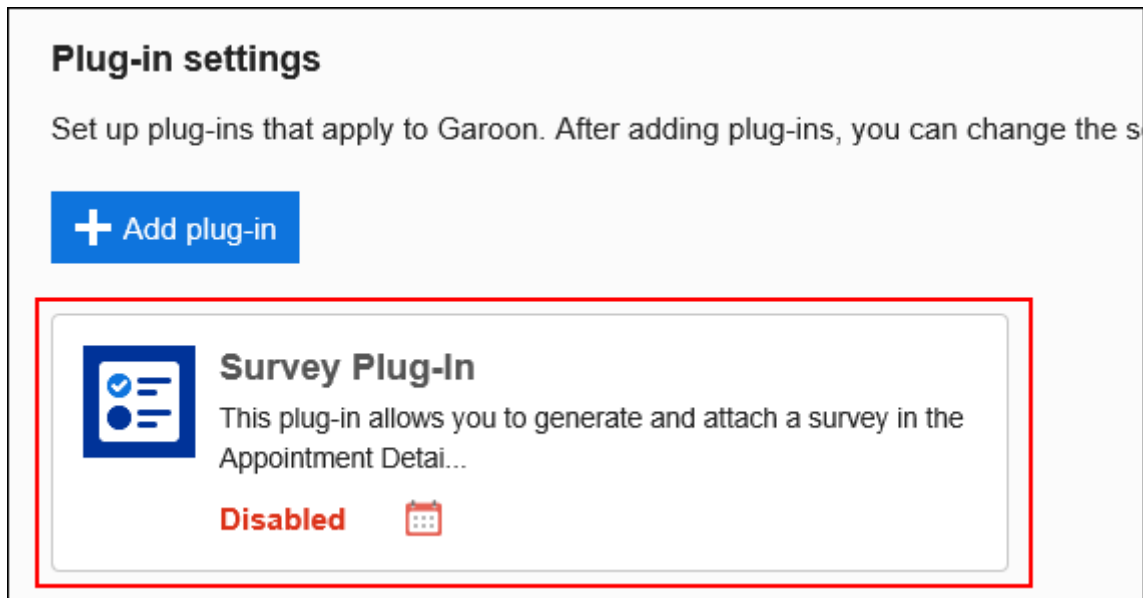 Plug-in settings
Set up plug-ins that apply to Garoon. After adding plug-ins, you can change the s
Add plug-in
Survey Plug-In
This plug-in allows you to generate and attach a survey in the
Appointment Detai...
Disabled